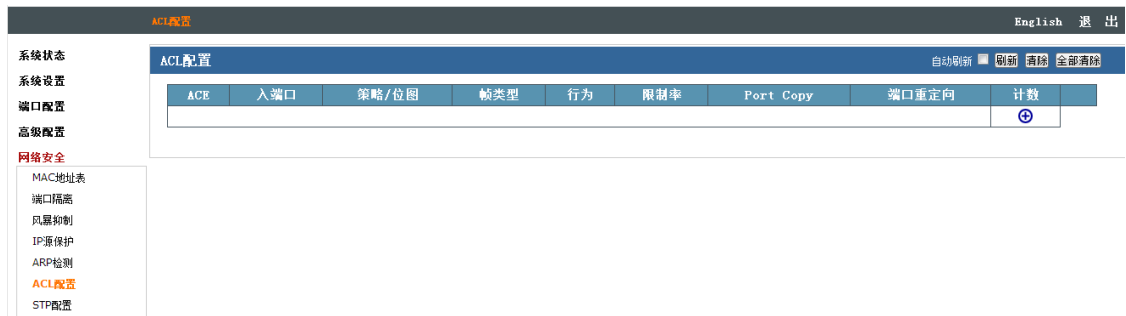 ACL配置 English 退 出
系统状态
系统设置
端口配置
高级配置
网络安全
MAC地址表
端口隔离
风暴抑制
IP源保护
ARP检测
ACL配置
STP配置
ACL配置 自动刷新 刷新 清除 全部清除
ACE 入端口 策略/位图 帧类型 行为 限制率 Port Copy 端口重定向 计数